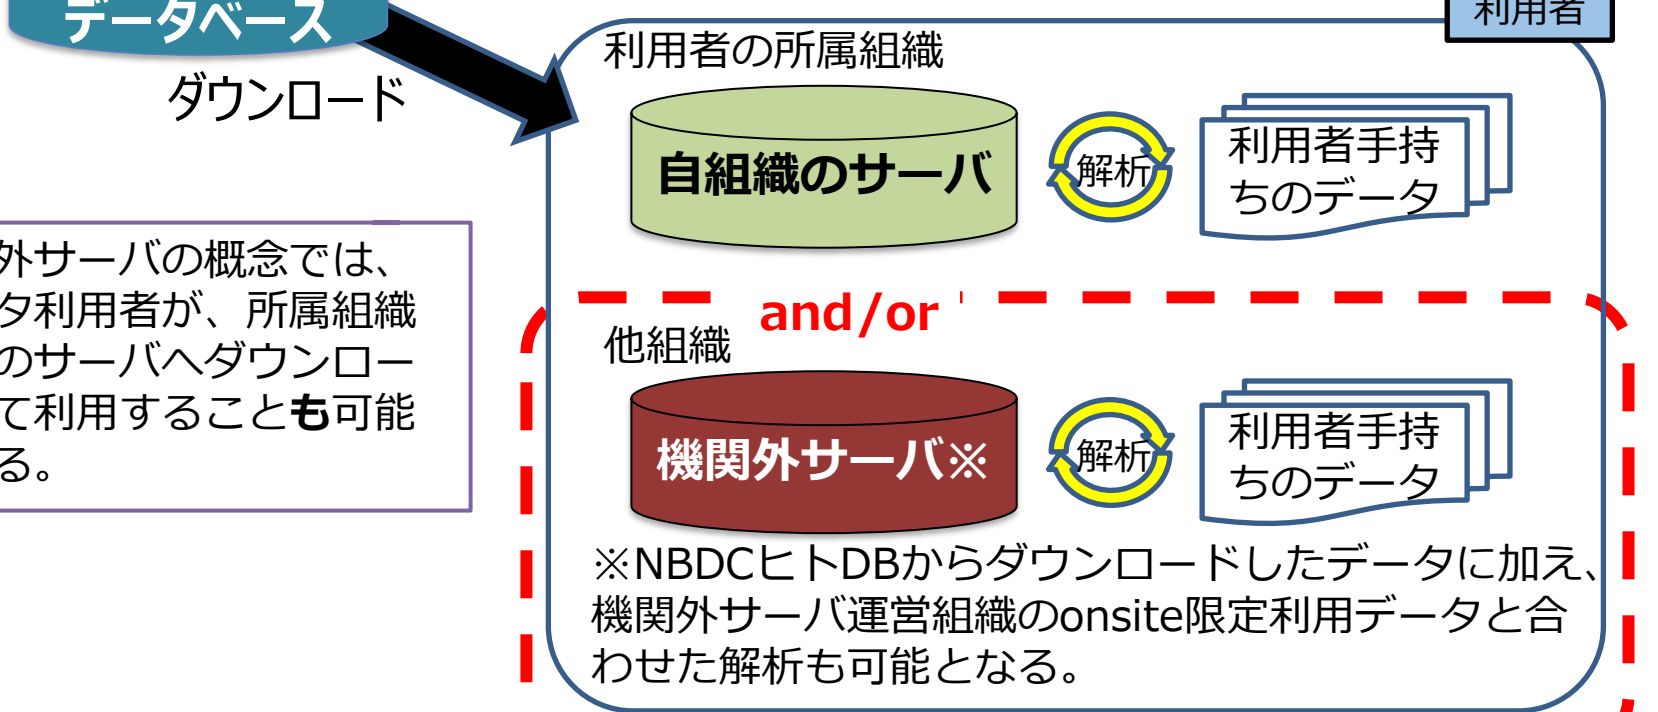 データベース
利用者
利用者の所属組織
ダウンロード
自組織のサーバ
解析
利用者手持
ちのデータ
外サーバの概念では、
タ利用者が、所属組織
のサーバへダウンロー
て利用することも可能
る。
and/or
他組織
機関外サーバ※
解析
利用者手持
ちのデータ
※NBDCヒトDBからダウンロードしたデータに加え、
機関外サーバ運営組織のonsite限定利用データと合
わせた解析も可能となる。